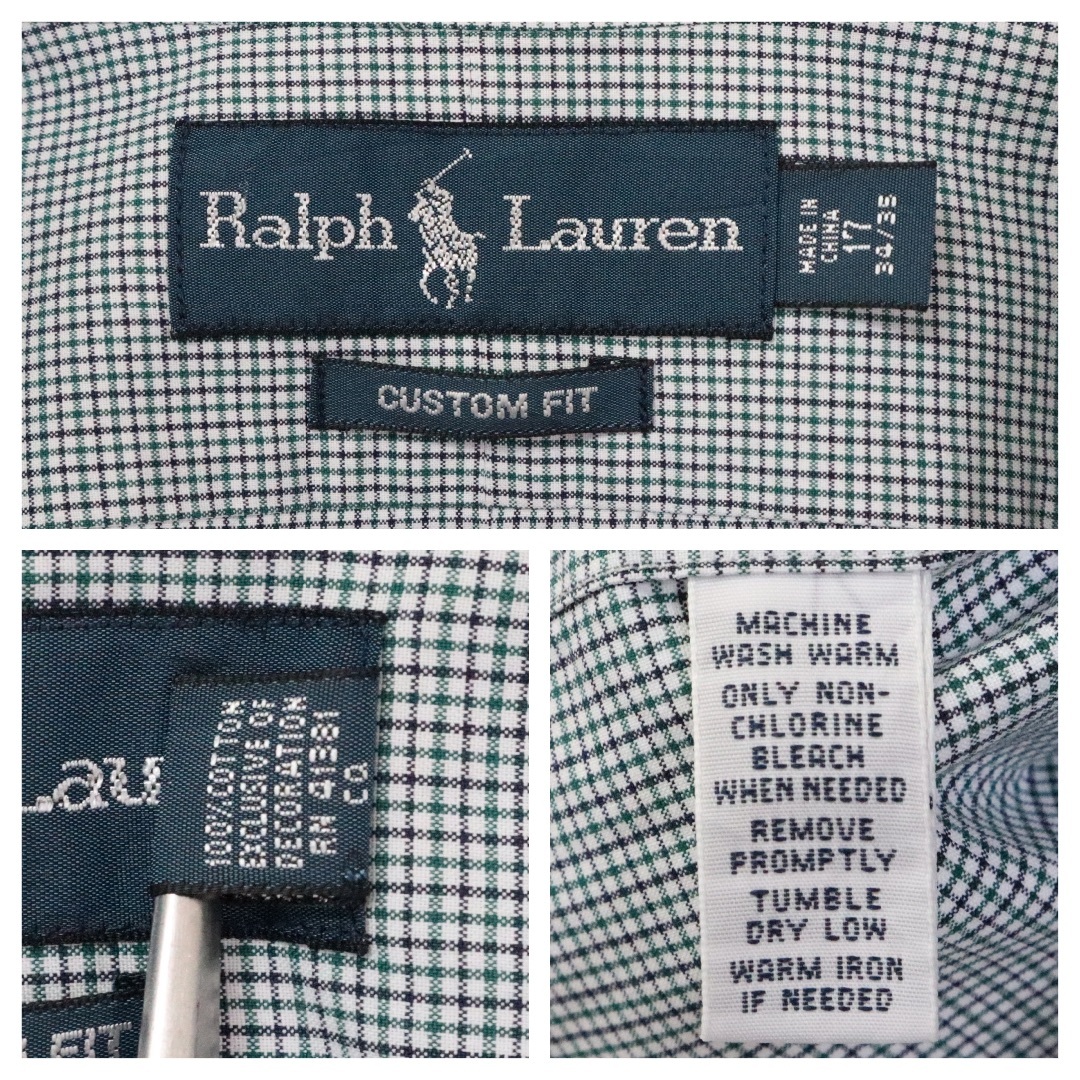 Ralph Lauren
MADE IN
CHINA
17
34/35
CUSTOM FIT
Lau
100%COTTON
EXCLUSIVE OF
DECORATION
RN 41381
CO
FIT
MACHINE
WASH WARM
ONLY NON-
CHLORINE
BLEACH
WHEN NEEDED
REMOVE
PROMPTLY
TUMBLE
DRY LOW
WARM IRON
IF NEEDED